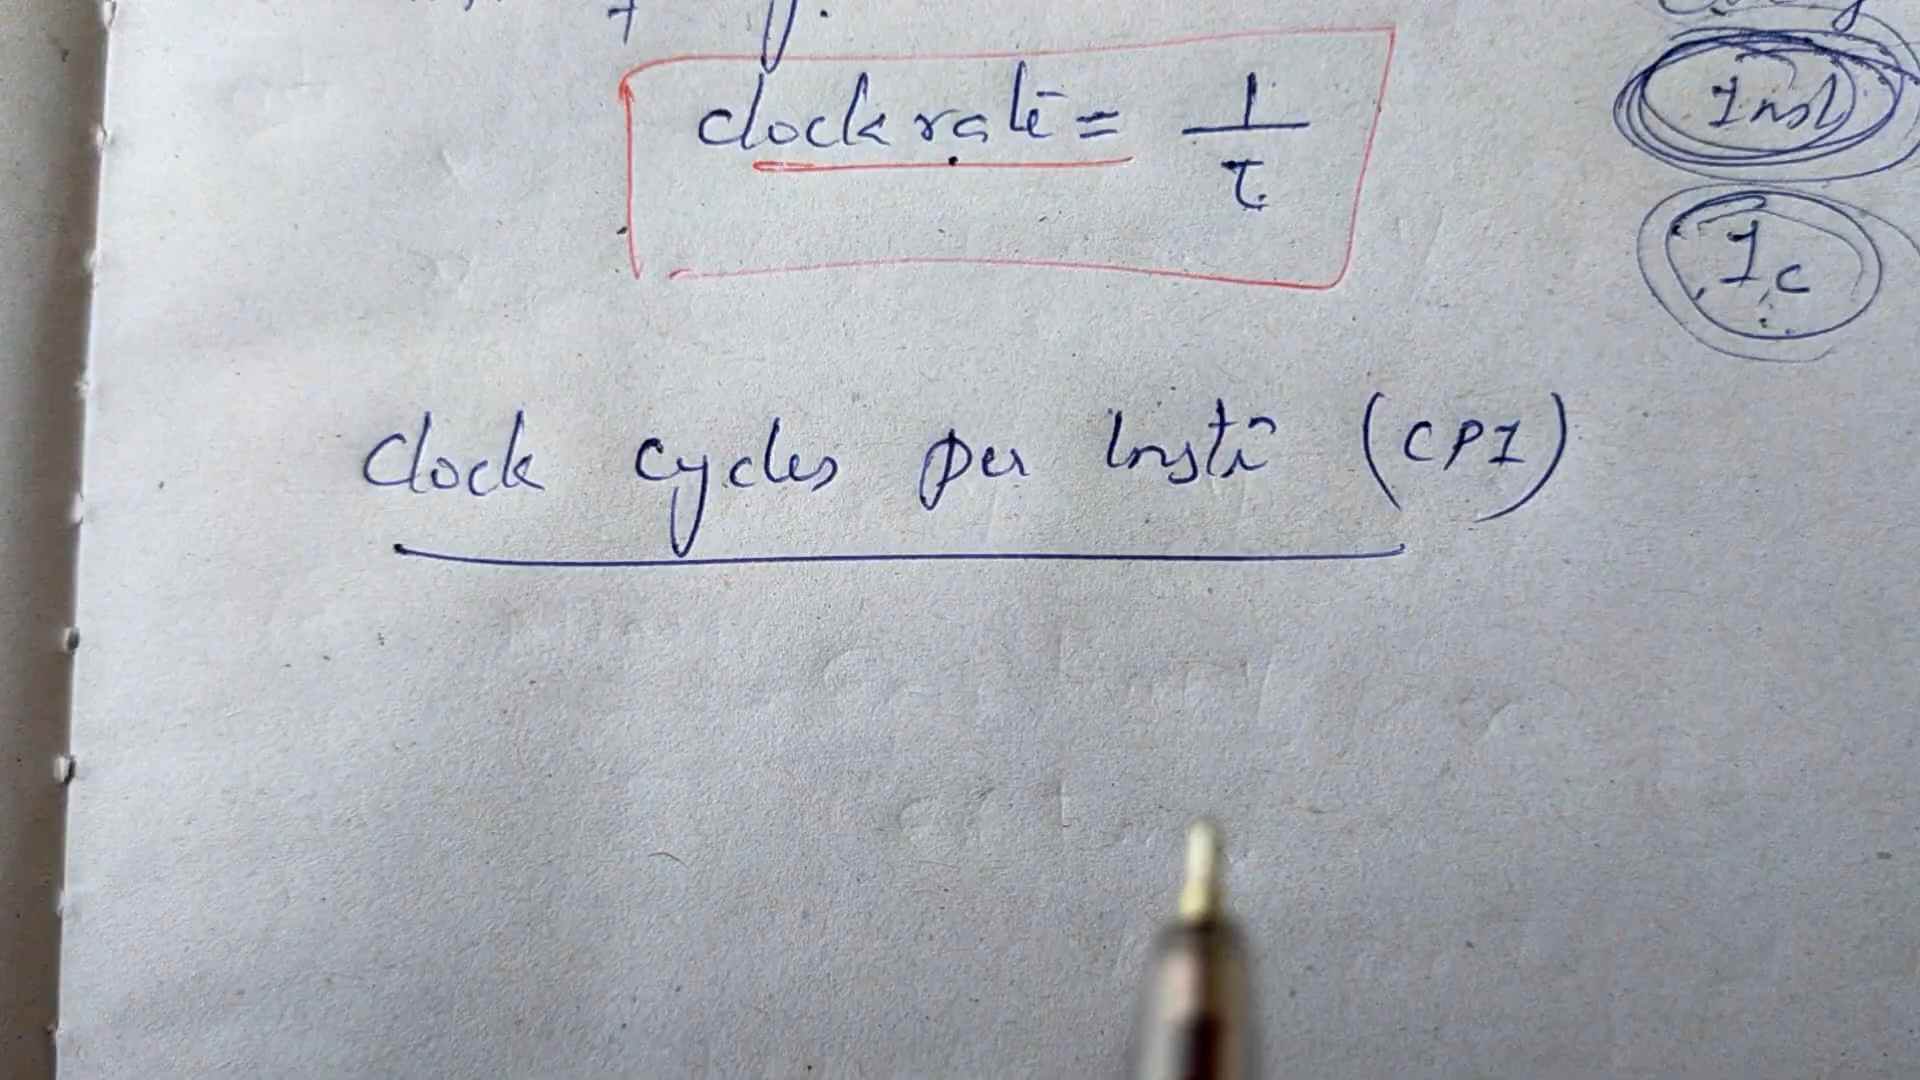 clock rate = 1/τ
Inst
Ic
Clock cycles per Instn (CPI)